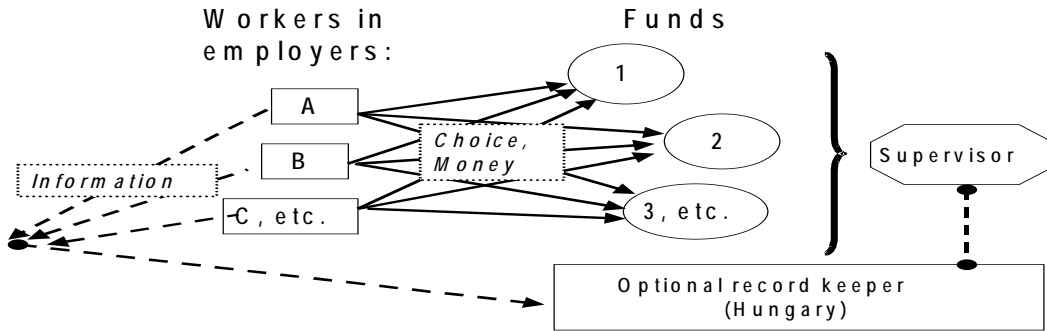 Workers in
employers:
Funds
A
B
C, etc.
1
2
3, etc.
Choice,
Money
Information
Supervisor
Optional record keeper
(Hungary)